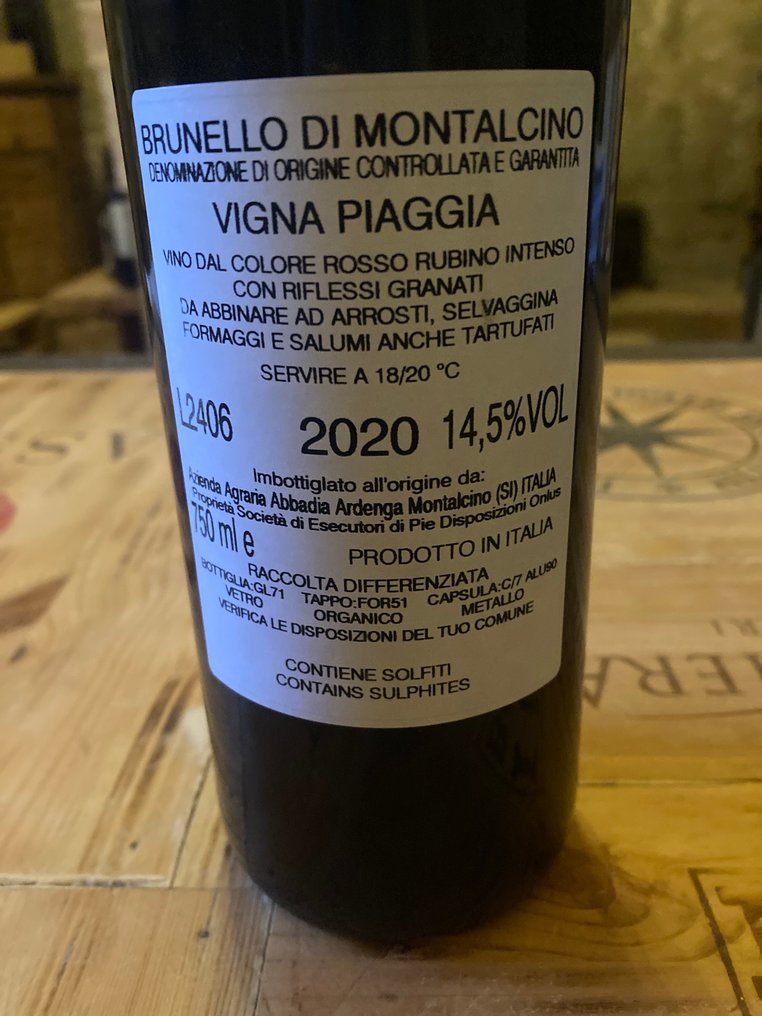 BRUNELLO DI MONTALCINO
DENOMINAZIONE DI ORIGINE CONTROLLATA E GARANTITA
VIGNA PIAGGIA
VINO DAL COLORE ROSSO RUBINO INTENSO
CON RIFLESSI GRANATI
DA ABBINARE AD ARROSTI, SELVAGGINA
FORMAGGI E SALUMI ANCHE TARTUFATI
SERVIRE A 18/20 °C
L2406 2020 14,5%VOL
Imbottigliato all'origine da:
Azienda Agraria Abbadia Ardenga Montalcino (SI) ITALIA
Proprietà Società di Esecutori di Pie Disposizioni Onlus
750 ml e PRODOTTO IN ITALIA
RACCOLTA DIFFERENZIATA
BOTTIGLIA:GL71 TAPPO:FOR51 CAPSULA:C/7 ALU90
VETRO ORGANICO METALLO
VERIFICA LE DISPOSIZIONI DEL TUO COMUNE
CONTIENE SOLFITI
CONTAINS SULPHITES